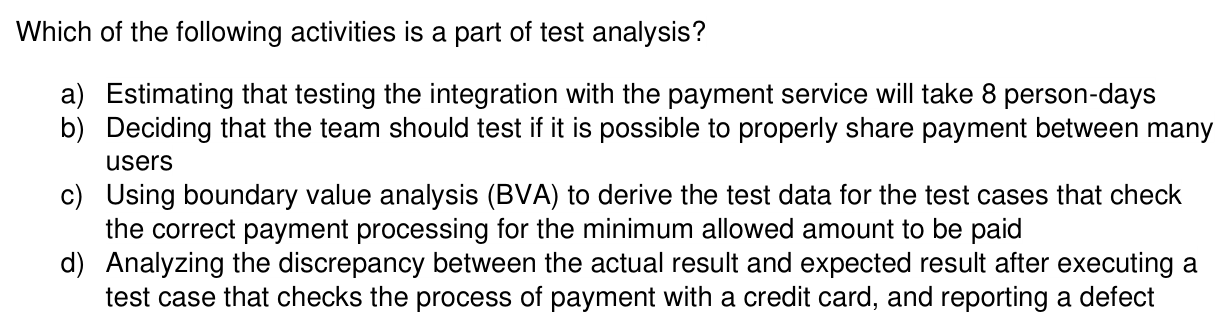 Which of the following activities is a part of test analysis?
a) Estimating that testing the integration with the payment service will take 8 person-days
b) Deciding that the team should test if it is possible to properly share payment between many
users
c) Using boundary value analysis (BVA) to derive the test data for the test cases that check
the correct payment processing for the minimum allowed amount to be paid
d) Analyzing the discrepancy between the actual result and expected result after executing a
test case that checks the process of payment with a credit card, and reporting a defect